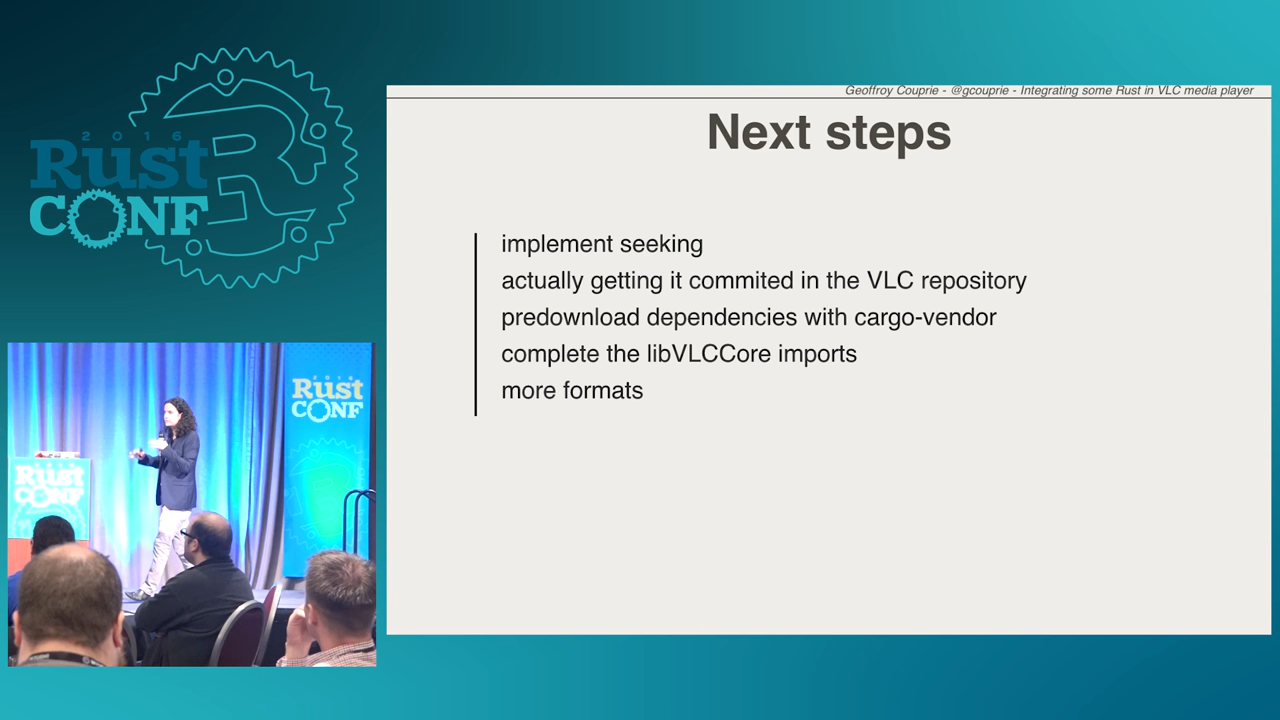 2016
Rust
CONF
Geoffroy Couprie - @gcouprie - Integrating some Rust in VLC media player
Next steps
implement seeking
actually getting it commited in the VLC repository
predownload dependencies with cargo-vendor
complete the libVLCCore imports
more formats
2016
Rust
CONF
2016
Rust
CONF